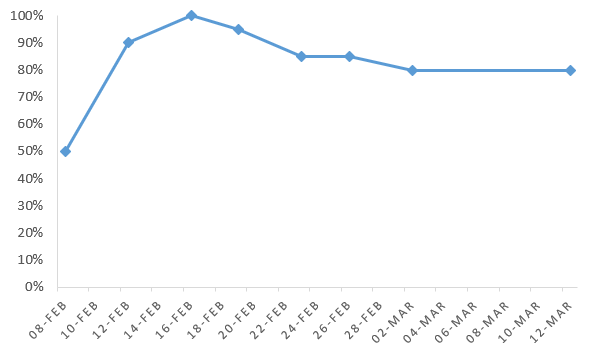 100%
90%
80%
70%
60%
50%
40%
30%
20%
10%
0%
08-FEB
10-FEB
12-FEB
14-FEB
16-FEB
18-FEB
20-FEB
22-FEB
24-FEB
26-FEB
28-FEB
02-MAR
04-MAR
06-MAR
08-MAR
10-MAR
12-MAR